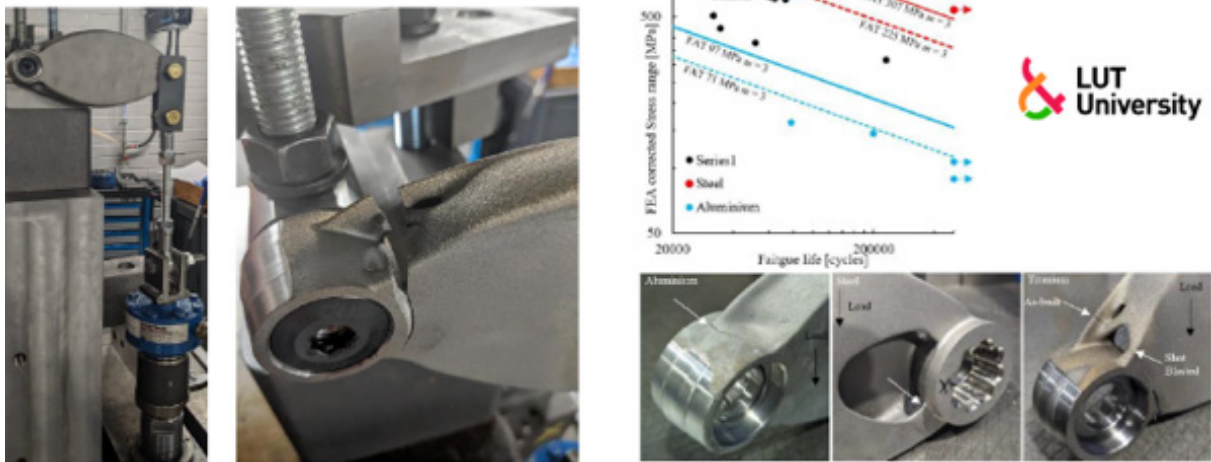 500
FAT 307 MPa m = 3
FAT 225 MPa m = 3
FAT 97 MPa m = 3
FAT 71 MPa m = 3
FEA corrected Stress range [MPa]
Series1
Steel
Aluminium
50
20000
200000
Faitgue life [cycles]
LUT
University
Aluminium
Steel
Load
Titanium
As-built
Load
Shot
Blasted